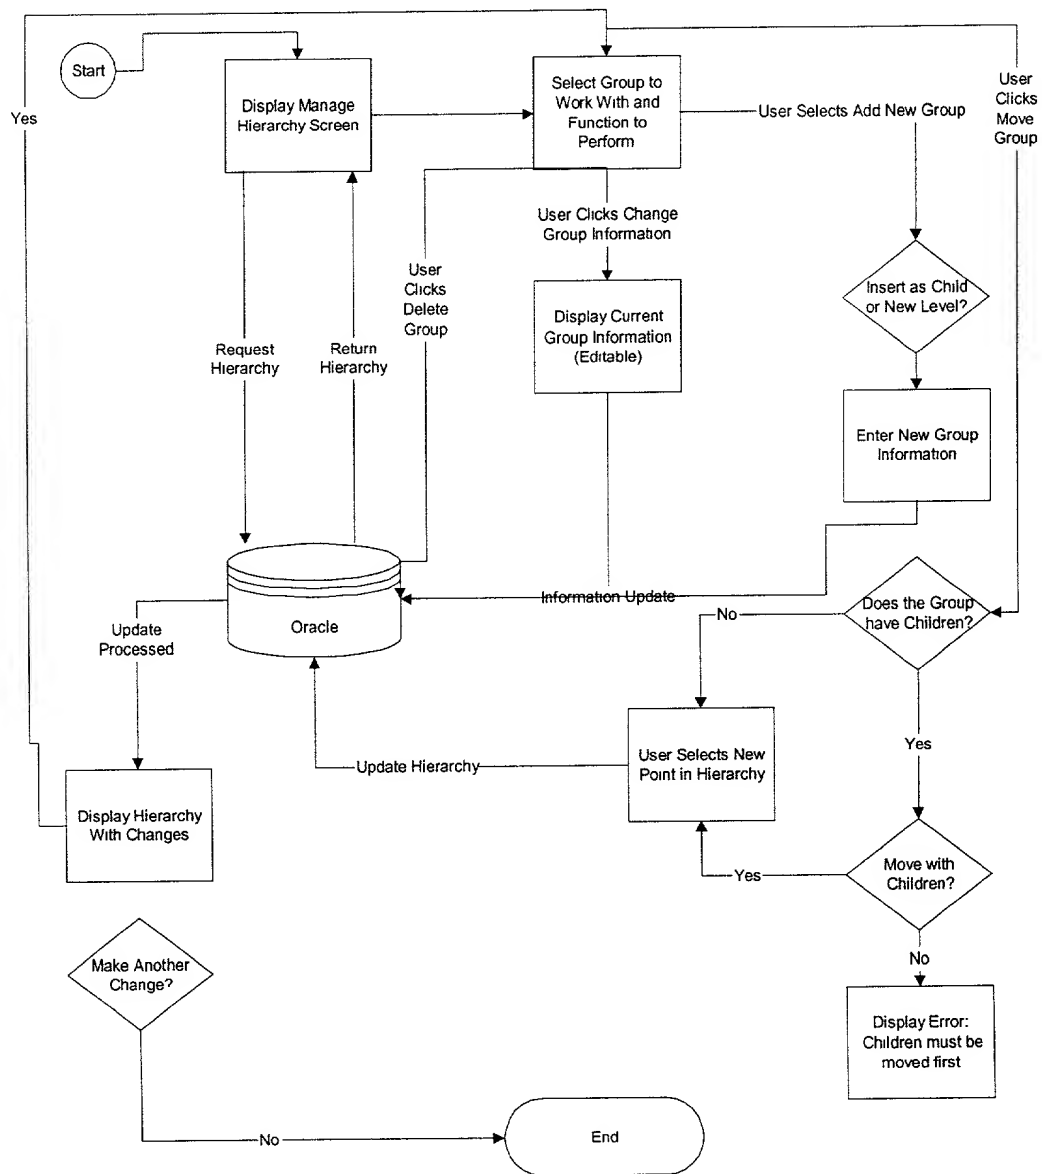 Start
Yes
Display Manage
Hierarchy Screen
Select Group to
Work With and
Function to
Perform
User Selects Add New Group
User
Clicks
Move
Group
User Clicks Change
Group Information
User
Clicks
Delete
Group
Insert as Child
or New Level?
Display Current
Group Information
(Editable)
Request
Hierarchy
Return
Hierarchy
Enter New Group
Information
Oracle
Information Update
Does the Group
have Children?
No
Update
Processed
Yes
User Selects New
Point in Hierarchy
Update Hierarchy
Display Hierarchy
With Changes
Yes
Move with
Children?
Make Another
Change?
No
Display Error:
Children must be
moved first
No
End